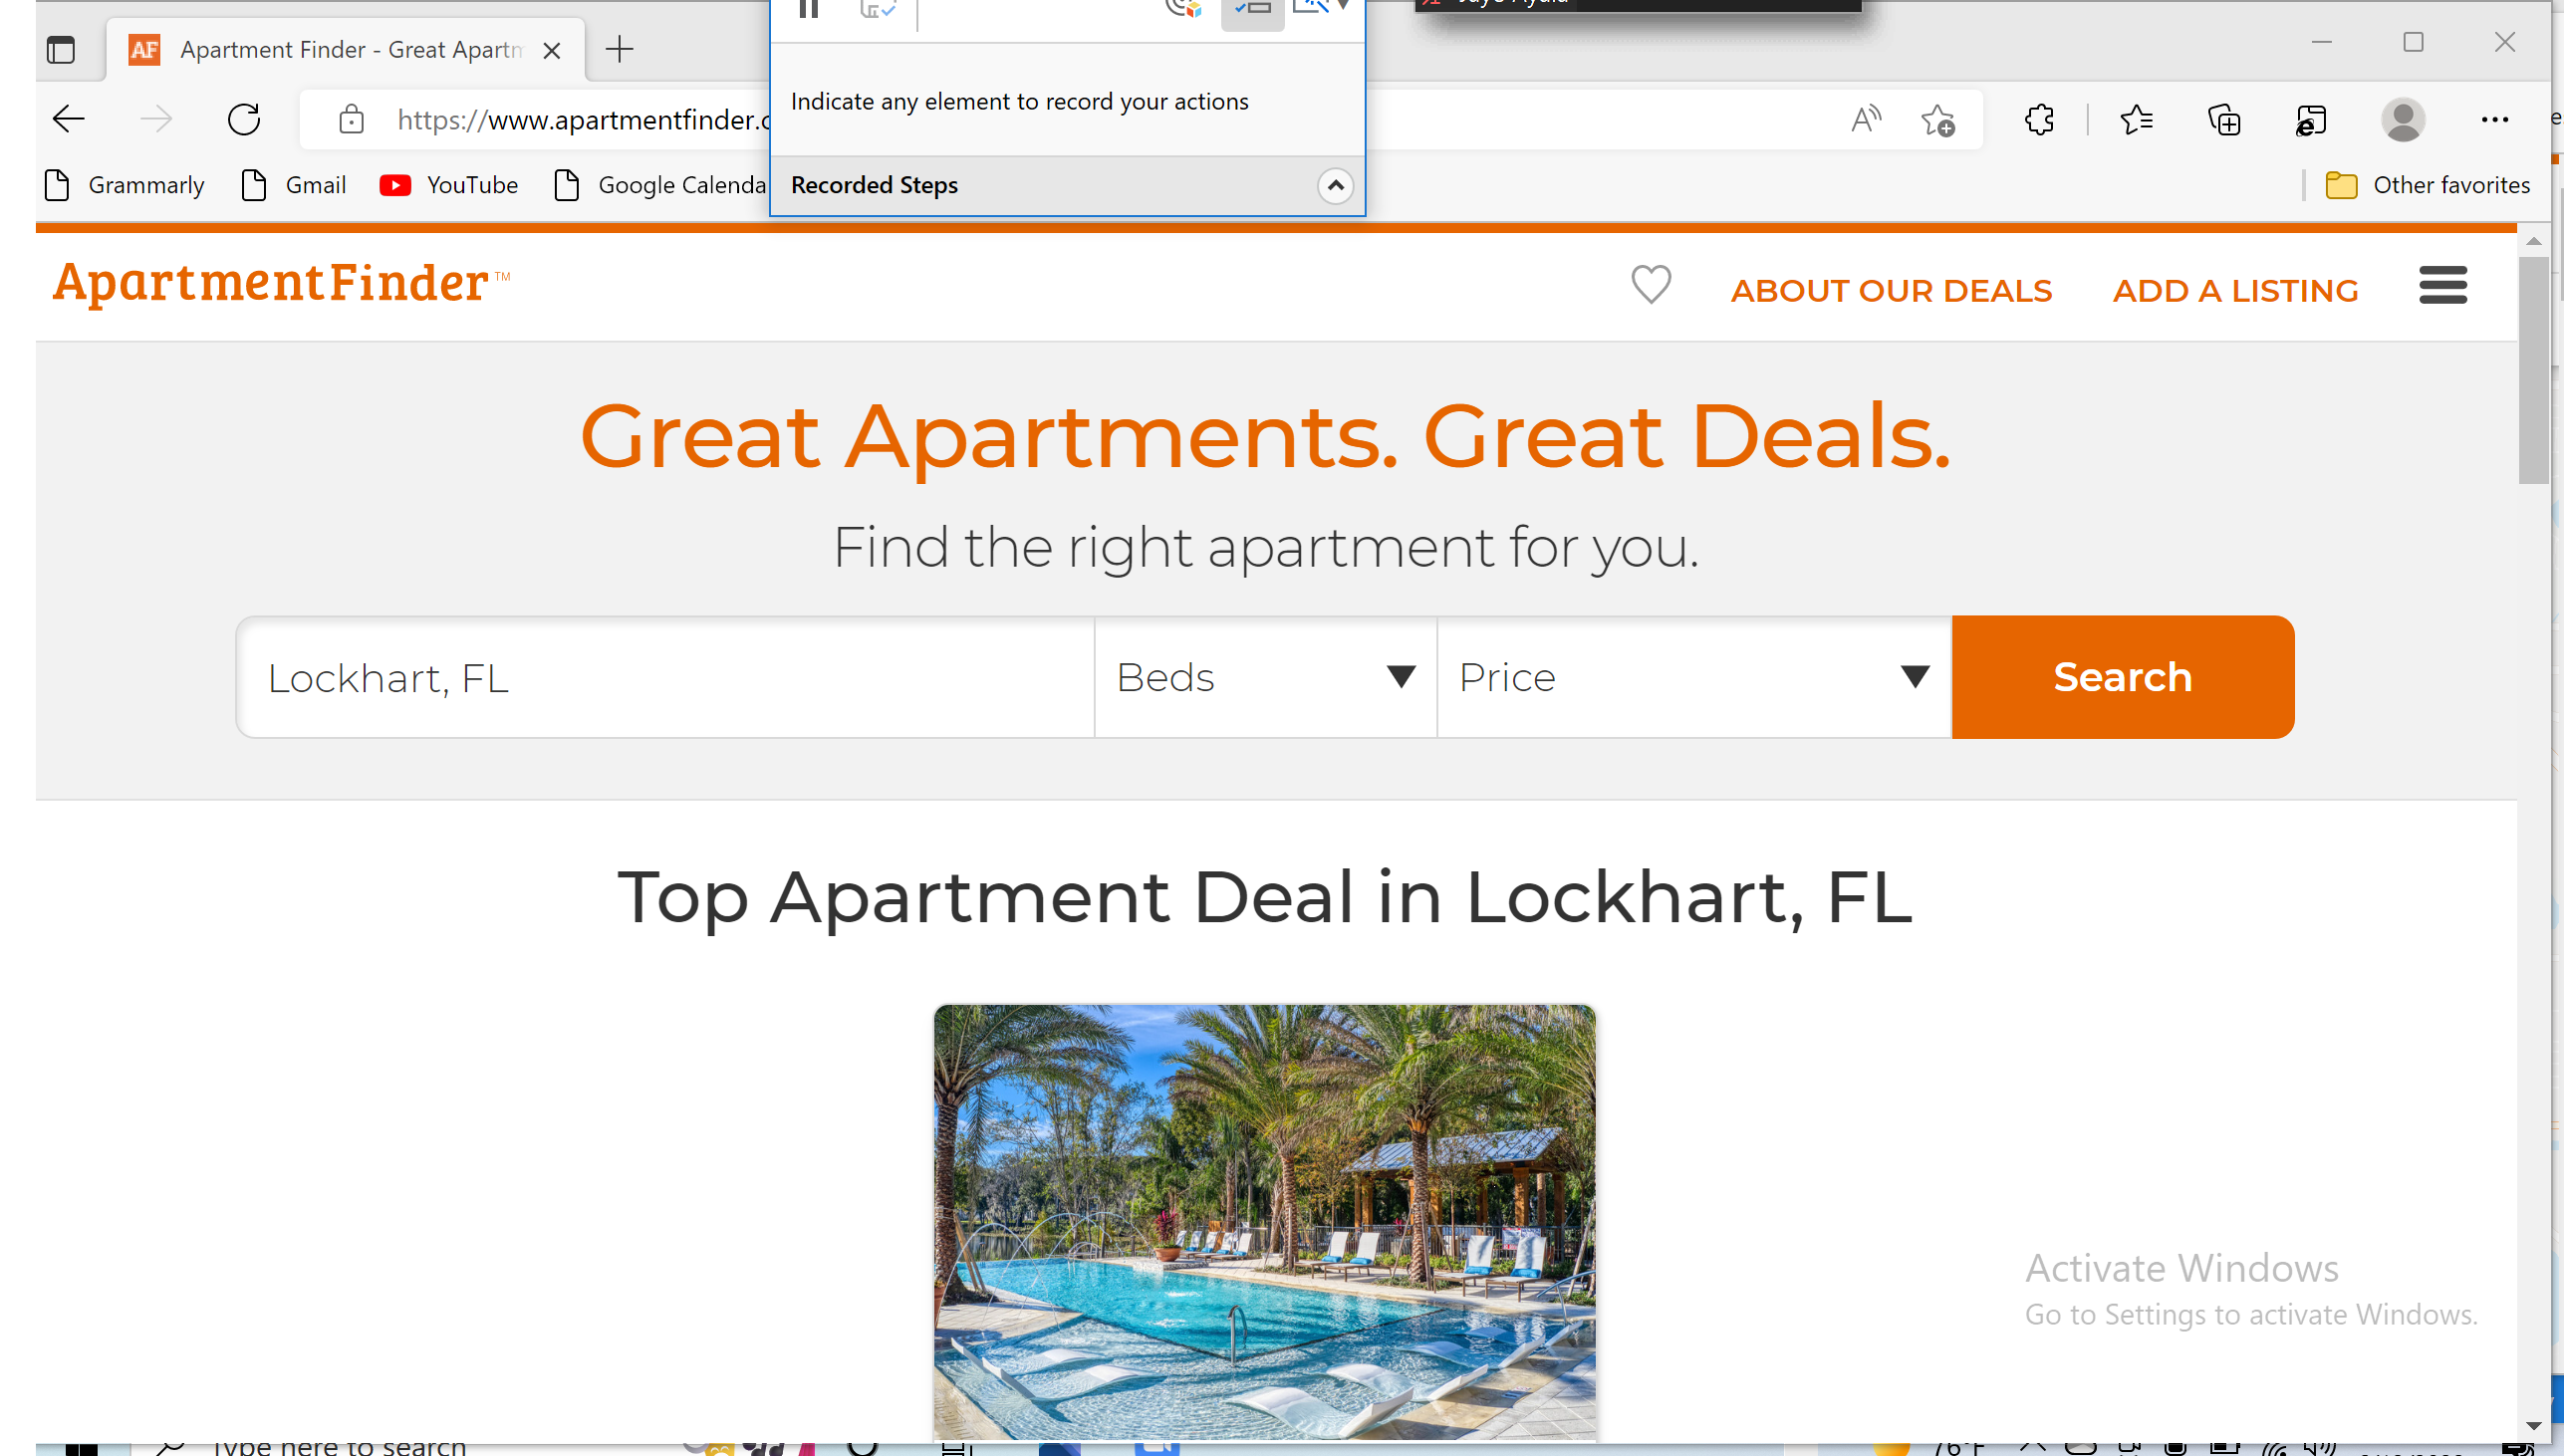 AF Apartment Finder - Great Apartm
Indicate any element to record your actions
https://www.apartmentfinder.c
Grammarly
Gmail
YouTube
Google Calenda
Recorded Steps
Other favorites
ApartmentFinder™
ABOUT OUR DEALS
ADD A LISTING
Great Apartments. Great Deals.
Find the right apartment for you.
Lockhart, FL
Beds
Price
Search
Top Apartment Deal in Lockhart, FL
Activate Windows
Go to Settings to activate Windows.
Type here to search
76°F